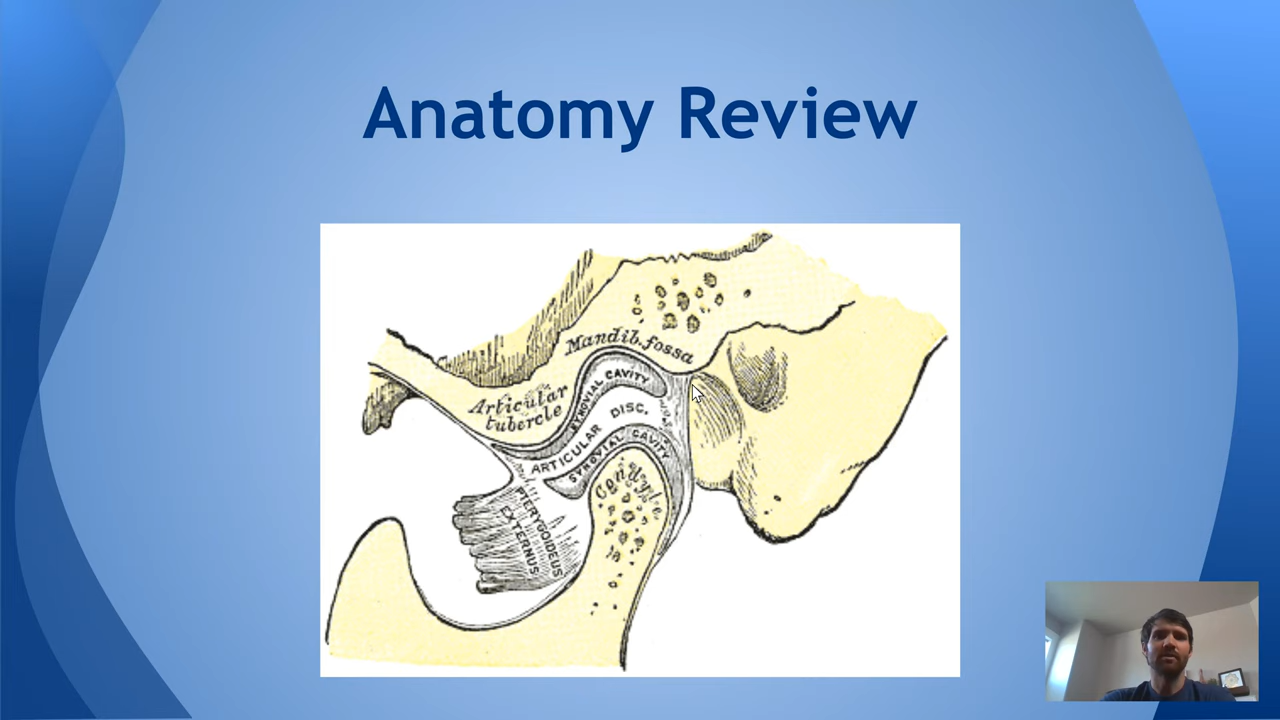 Anatomy Review
Mandib. fossa
Articular
tubercle
SYNOVIAL CAVITY
ARTICULAR DISC.
SYNOVIAL CAVITY
Condyle
PTERYGOIDEUS
EXTERNUS